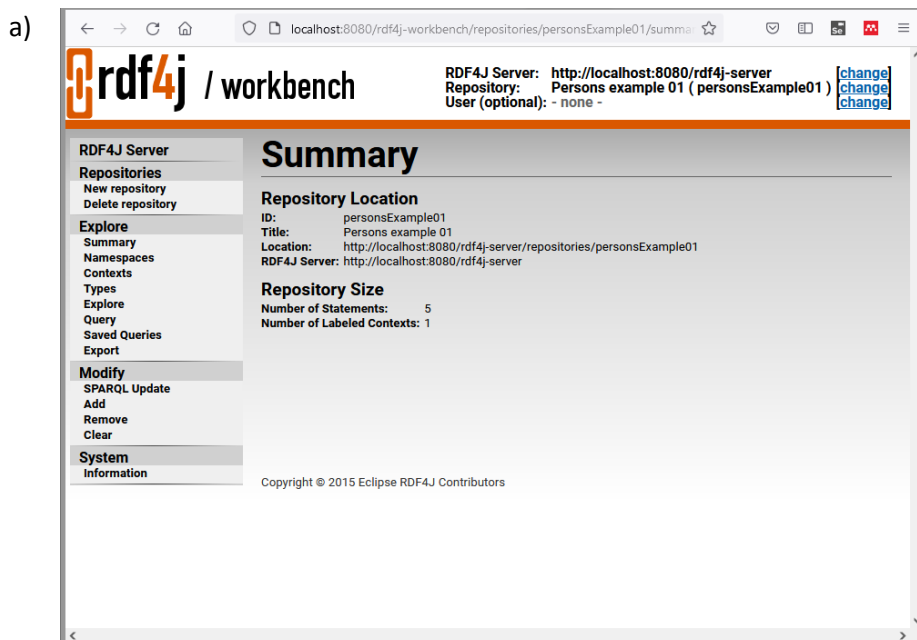 a)
localhost:8080/rdf4j-workbench/repositories/personsExample01/summa
Se
rdf4j / workbench
RDF4J Server: http://localhost:8080/rdf4j-server [change]
Repository: Persons example 01 ( personsExample01 ) [change]
User (optional): - none - [change]
RDF4J Server
Repositories
New repository
Delete repository
Explore
Summary
Namespaces
Contexts
Types
Explore
Query
Saved Queries
Export
Modify
SPARQL Update
Add
Remove
Clear
System
Information
Summary
Repository Location
ID: personsExample01
Title: Persons example 01
Location: http://localhost:8080/rdf4j-server/repositories/personsExample01
RDF4J Server: http://localhost:8080/rdf4j-server
Repository Size
Number of Statements: 5
Number of Labeled Contexts: 1
Copyright © 2015 Eclipse RDF4J Contributors